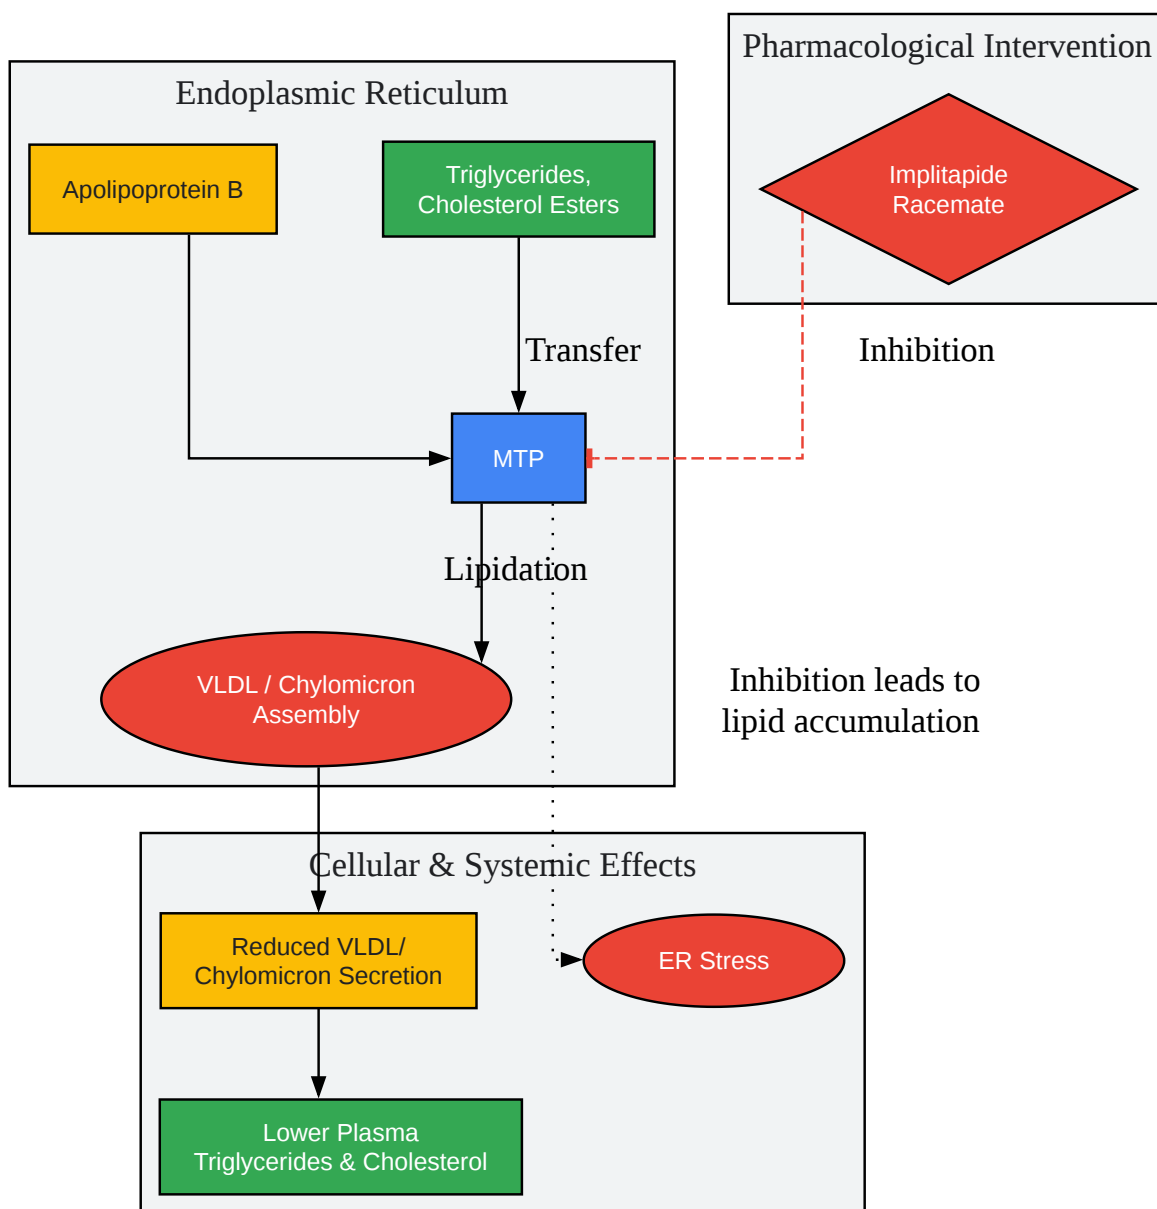 Pharmacological Intervention
Endoplasmic Reticulum
Apolipoprotein B
Triglycerides,
Cholesterol Esters
Implitapide
Racemate
Transfer
Inhibition
MTP
Lipidation
VLDL / Chylomicron
Assembly
Inhibition leads to
lipid accumulation
Cellular & Systemic Effects
Reduced VLDL/
Chylomicron Secretion
ER Stress
Lower Plasma
Triglycerides & Cholesterol